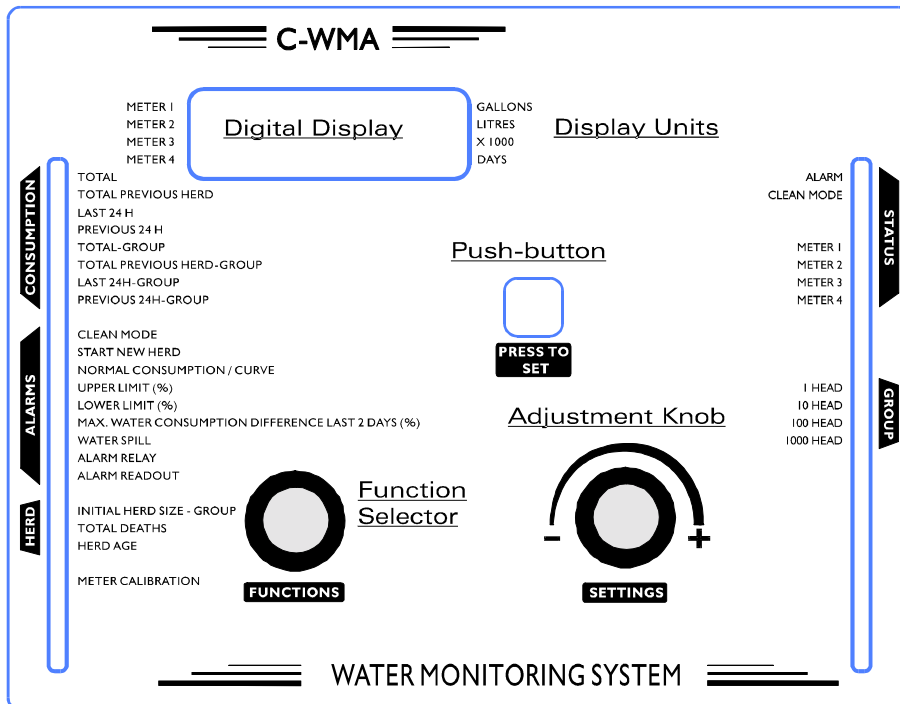 C-WMA
METER 1
METER 2
METER 3
METER 4
Digital Display
GALLONS
LITRES
X 1000
DAYS
Display Units
CONSUMPTION
TOTAL
TOTAL PREVIOUS HERD
LAST 24 H
PREVIOUS 24 H
TOTAL-GROUP
TOTAL PREVIOUS HERD-GROUP
LAST 24H-GROUP
PREVIOUS 24H-GROUP
ALARMS
CLEAN MODE
START NEW HERD
NORMAL CONSUMPTION / CURVE
UPPER LIMIT (%)
LOWER LIMIT (%)
MAX. WATER CONSUMPTION DIFFERENCE LAST 2 DAYS (%)
WATER SPILL
ALARM RELAY
ALARM READOUT
HERD
INITIAL HERD SIZE - GROUP
TOTAL DEATHS
HERD AGE
METER CALIBRATION
Push-button
PRESS TO
SET
Function
Selector
FUNCTIONS
Adjustment Knob
- +
SETTINGS
STATUS
ALARM
CLEAN MODE
METER 1
METER 2
METER 3
METER 4
GROUP
1 HEAD
10 HEAD
100 HEAD
1000 HEAD
WATER MONITORING SYSTEM